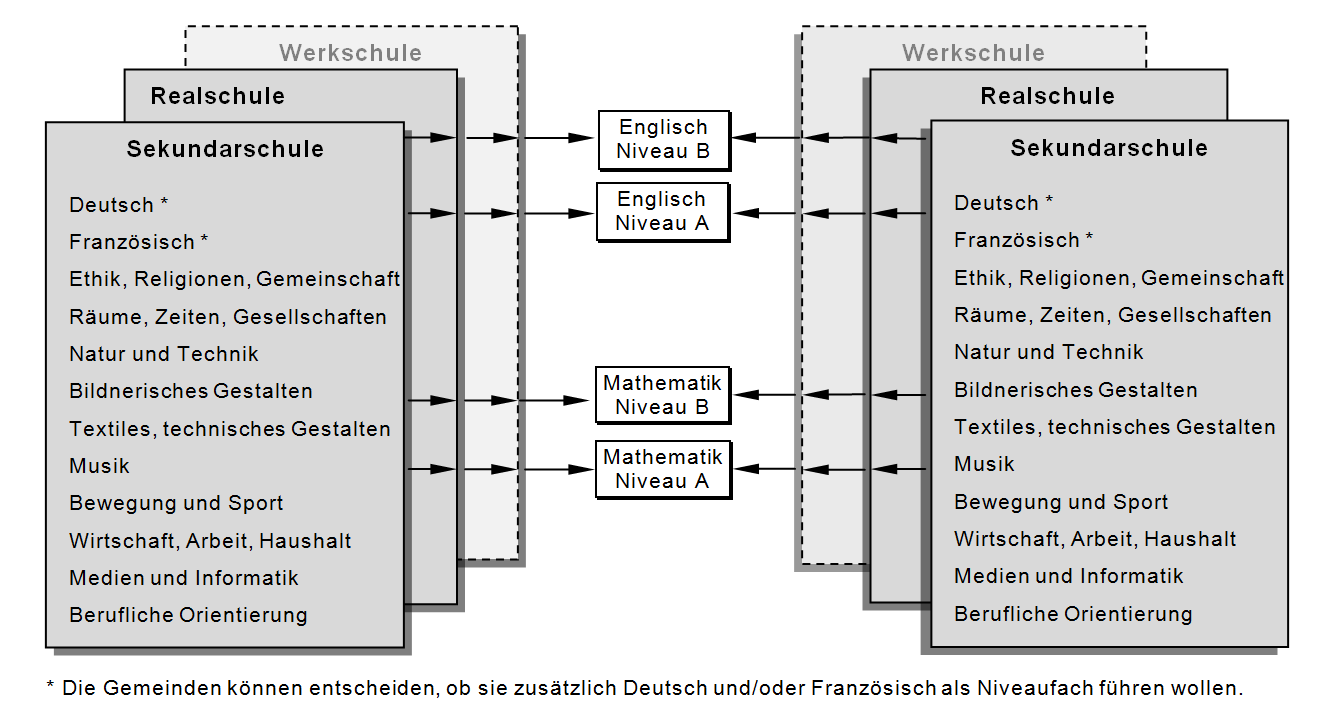 Werkschule
Realschule
Sekundarschule
Deutsch *
Französisch *
Ethik, Religionen, Gemeinschaft
Räume, Zeiten, Gesellschaften
Natur und Technik
Bildnerisches Gestalten
Textiles, technisches Gestalten
Musik
Bewegung und Sport
Wirtschaft, Arbeit, Haushalt
Medien und Informatik
Berufliche Orientierung
Englisch
Niveau B
Englisch
Niveau A
Mathematik
Niveau B
Mathematik
Niveau A
Werkschule
Realschule
Sekundarschule
Deutsch *
Französisch *
Ethik, Religionen, Gemeinschaft
Räume, Zeiten, Gesellschaften
Natur und Technik
Bildnerisches Gestalten
Textiles, technisches Gestalten
Musik
Bewegung und Sport
Wirtschaft, Arbeit, Haushalt
Medien und Informatik
Berufliche Orientierung
* Die Gemeinden können entscheiden, ob sie zusätzlich Deutsch und/oder Französisch als Niveaufach führen wollen.